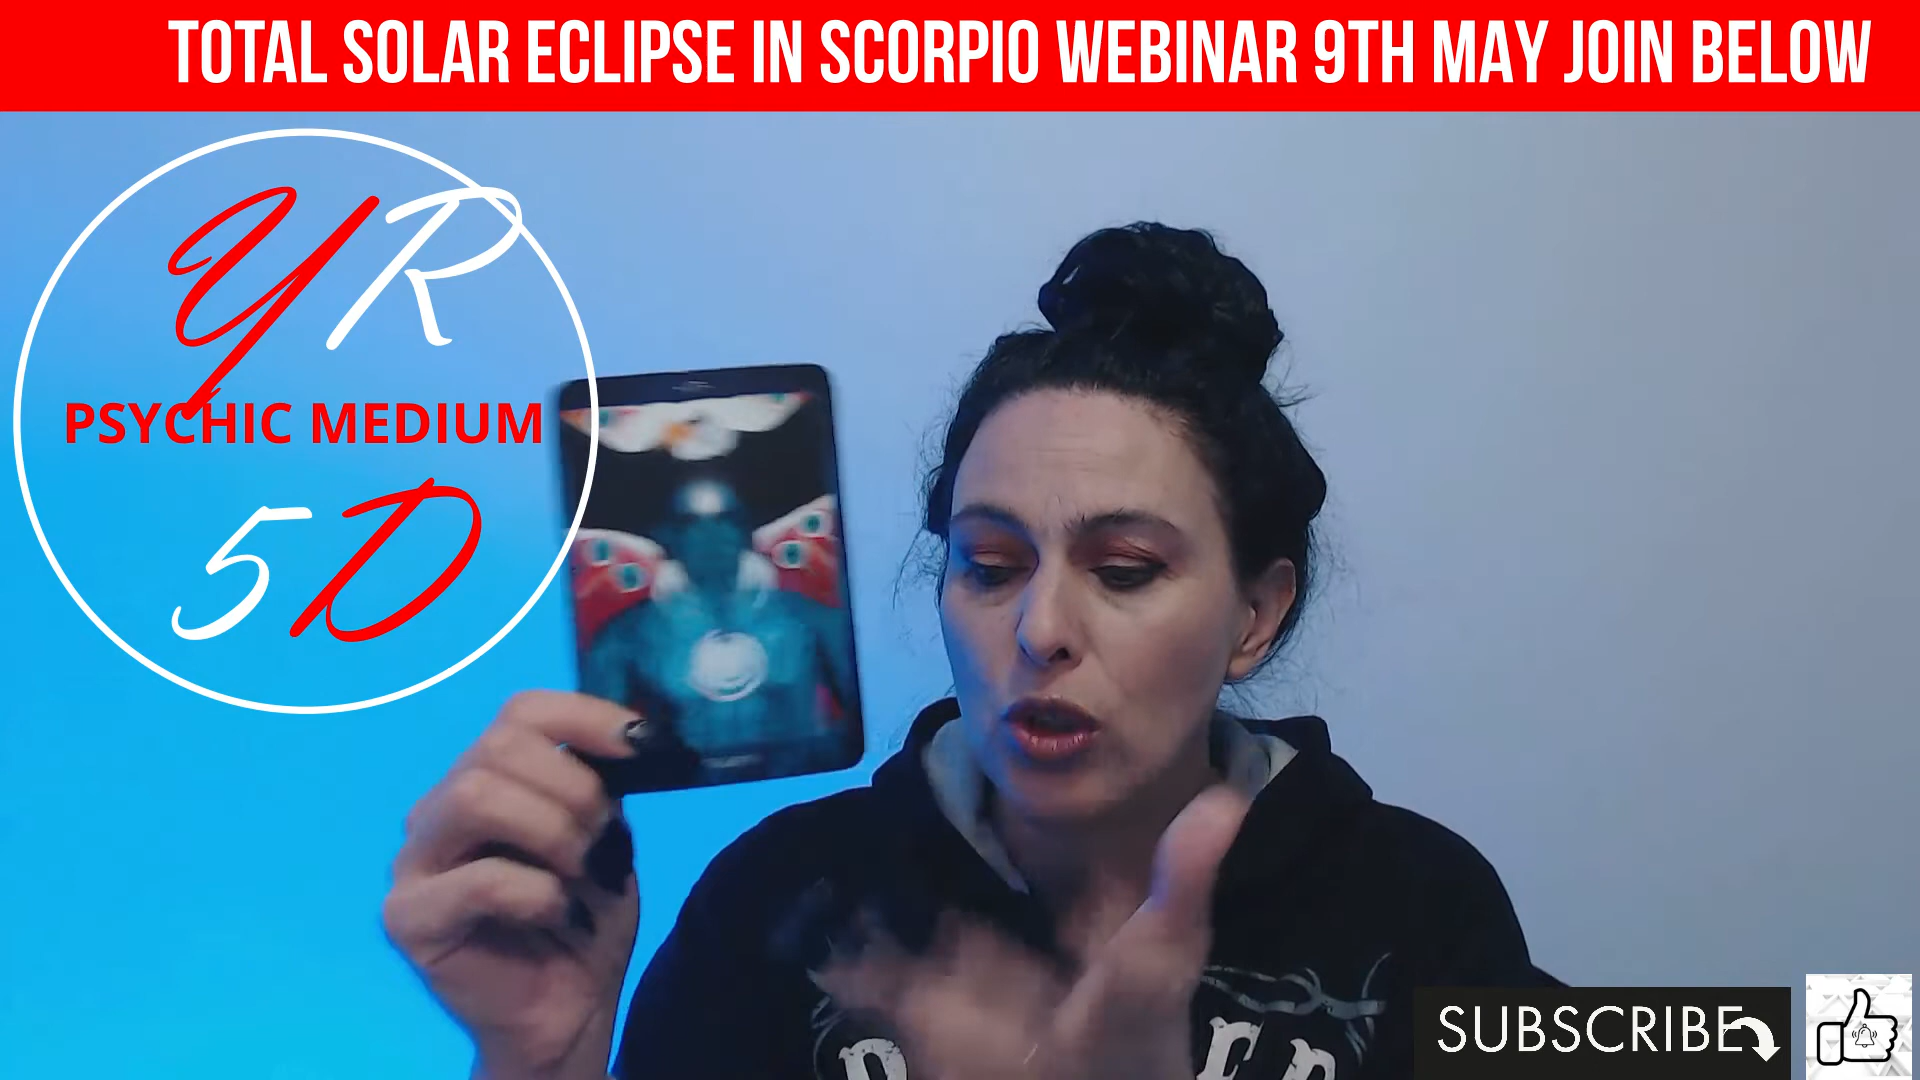 TOTAL SOLAR ECLIPSE IN SCORPIO WEBINAR 9TH MAY JOIN BELOW
YR
PSYCHIC MEDIUM
5D
SUBSCRIBE